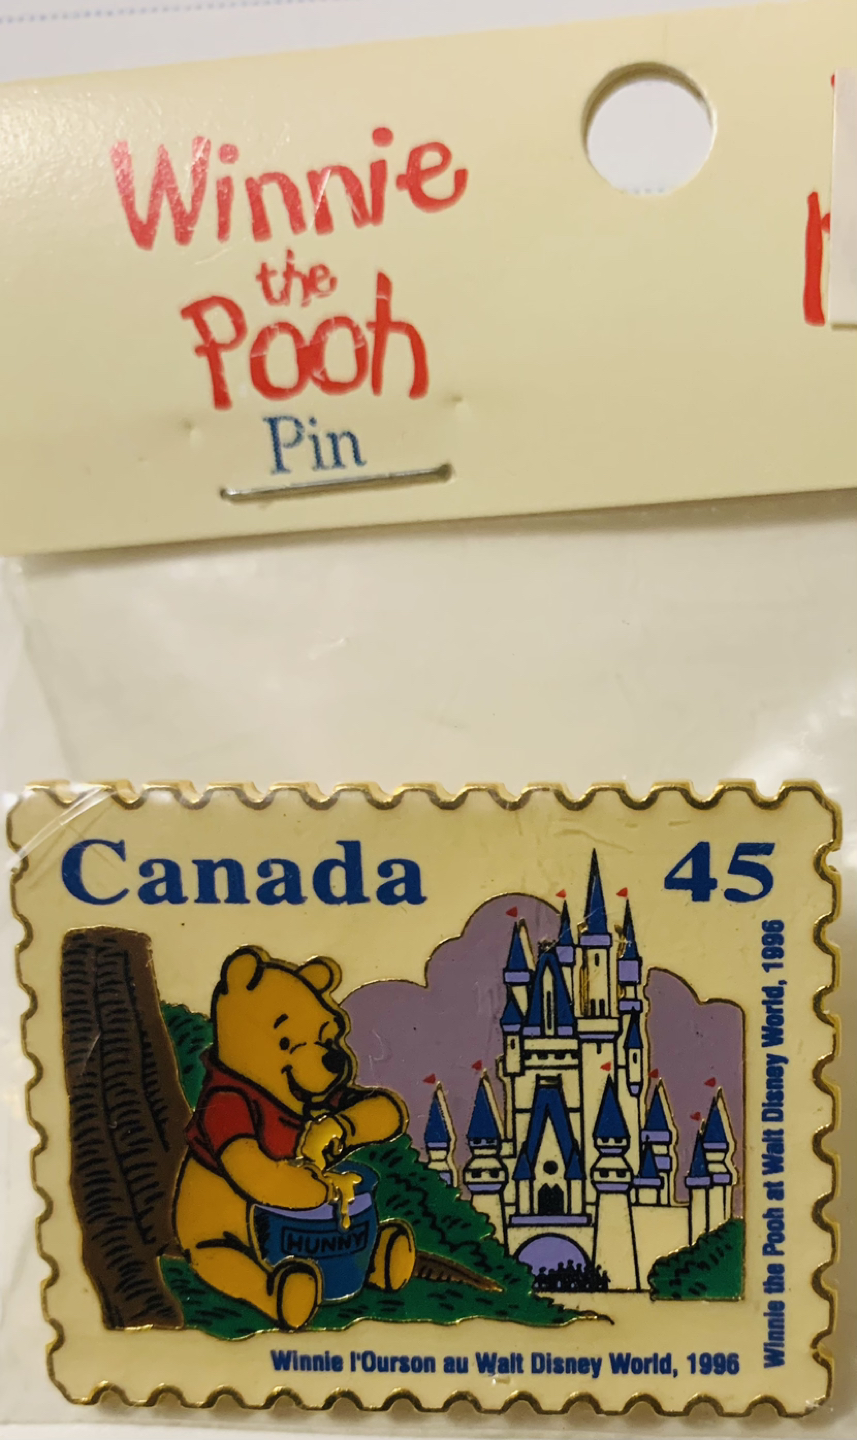 Winnie
the
Pooh
Pin
Canada
45
HUNNY
Winnie the Pooh at Walt Disney World, 1996
Winnie l'Ourson au Walt Disney World, 1996